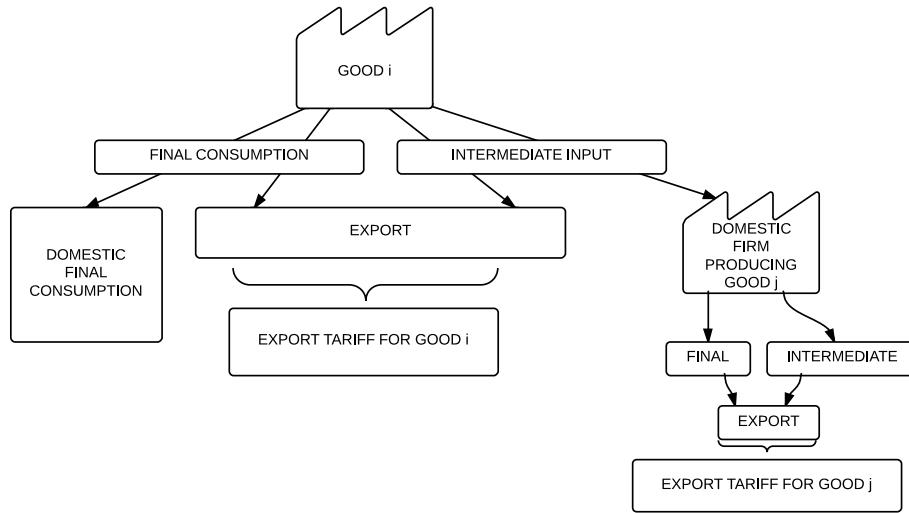 GOOD i
FINAL CONSUMPTION
INTERMEDIATE INPUT
DOMESTIC
FINAL
CONSUMPTION
EXPORT
DOMESTIC
FIRM
PRODUCING
GOOD j
EXPORT TARIFF FOR GOOD i
FINAL
INTERMEDIATE
EXPORT
EXPORT TARIFF FOR GOOD j